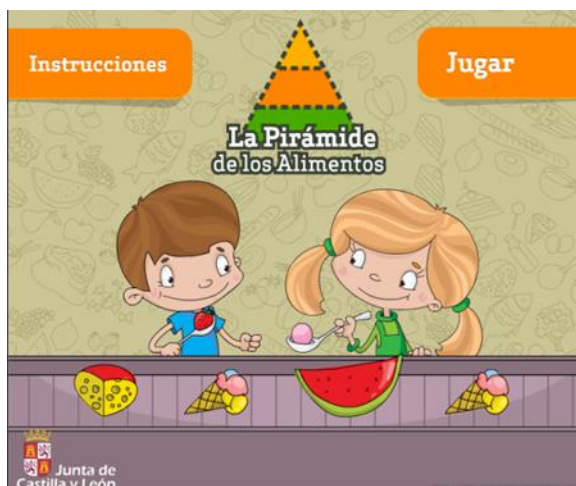 Instrucciones
Jugar
La Pirámide
de los Alimentos
Junta de
Castilla y León